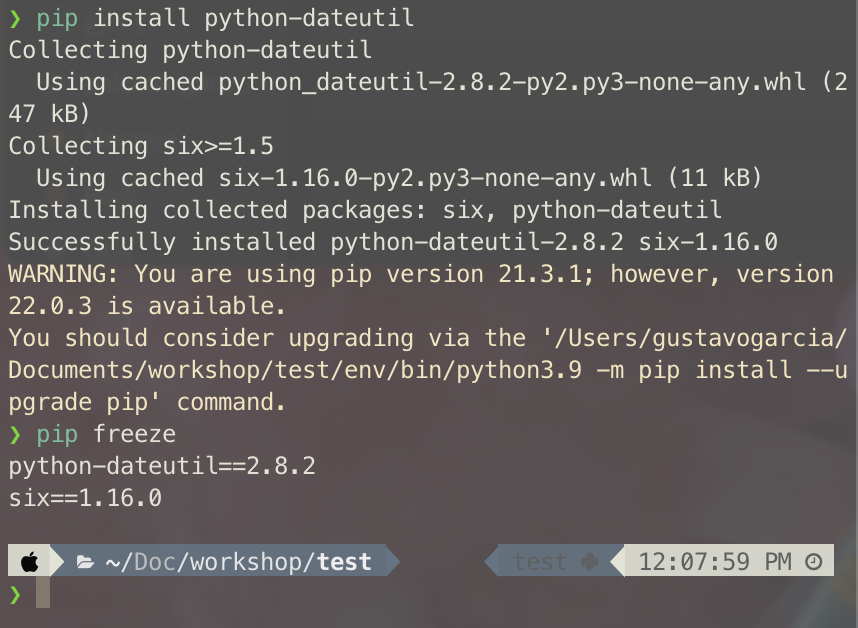 ❯ pip install python-dateutil
Collecting python-dateutil
  Using cached python_dateutil-2.8.2-py2.py3-none-any.whl (2
47 kB)
Collecting six>=1.5
  Using cached six-1.16.0-py2.py3-none-any.whl (11 kB)
Installing collected packages: six, python-dateutil
Successfully installed python-dateutil-2.8.2 six-1.16.0
WARNING: You are using pip version 21.3.1; however, version
22.0.3 is available.
You should consider upgrading via the '/Users/gustavogarcia/
Documents/workshop/test/env/bin/python3.9 -m pip install --u
pgrade pip' command.
❯ pip freeze
python-dateutil==2.8.2
six==1.16.0
~/Doc/workshop/test test 12:07:59 PM
❯